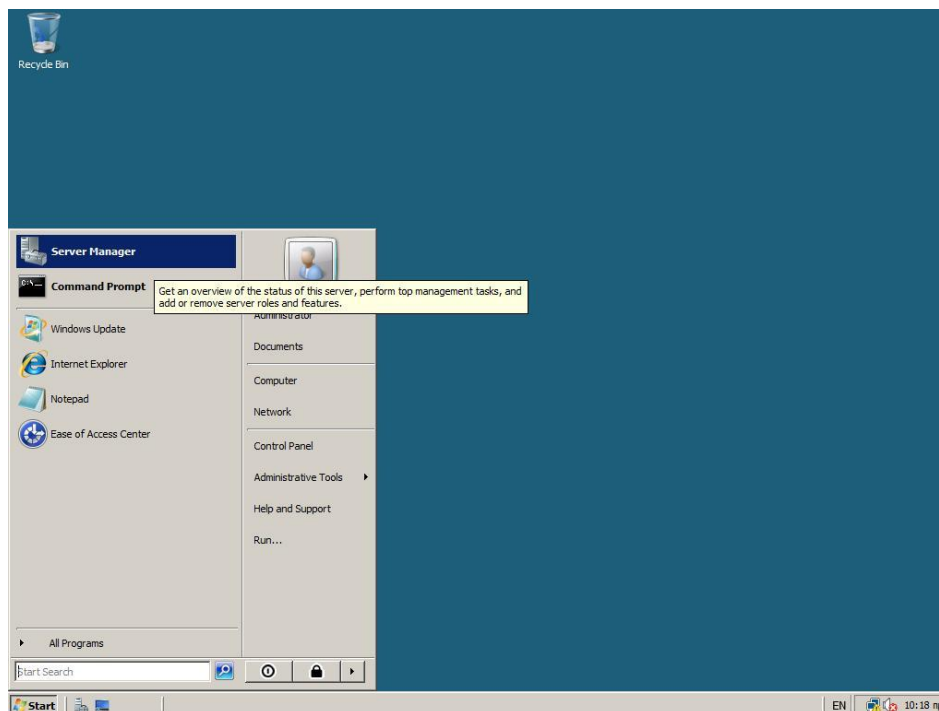 Recycle Bin
Server Manager
Command Prompt
Get an overview of the status of this server, perform top management tasks, and
add or remove server roles and features.
Windows Update
Internet Explorer
Notepad
Ease of Access Center
Administrator
Documents
Computer
Network
Control Panel
Administrative Tools
Help and Support
Run...
All Programs
Start Search
Start
EN
10:18